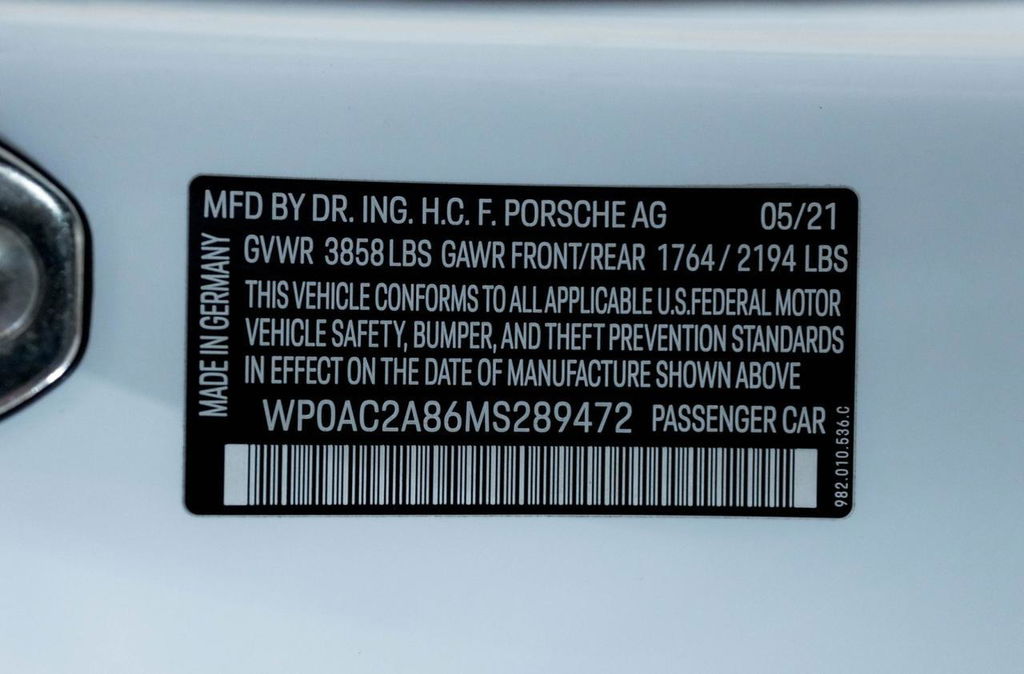 MFD BY DR. ING. H.C. F. PORSCHE AG 05/21
GVWR 3858 LBS GAWR FRONT/REAR 1764 / 2194 LBS
THIS VEHICLE CONFORMS TO ALL APPLICABLE U.S.FEDERAL MOTOR
VEHICLE SAFETY, BUMPER, AND THEFT PREVENTION STANDARDS
IN EFFECT ON THE DATE OF MANUFACTURE SHOWN ABOVE
WP0AC2A86MS289472 PASSENGER CAR
MADE IN GERMANY
982.010.536.C